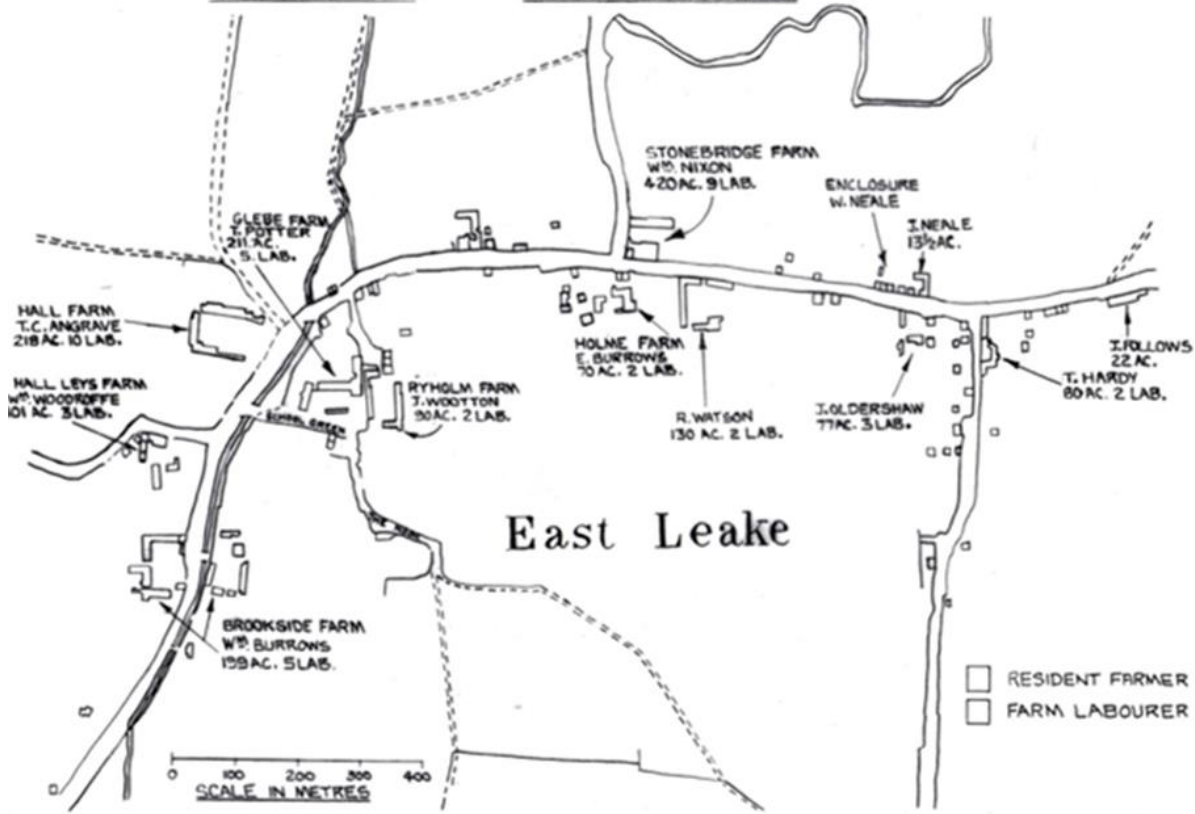 STONEBRIDGE FARM
WM. NIXON
420 AC. 9 LAB.
ENCLOSURE
W. NEALE
J. NEALE
13½ AC.
GLEBE FARM
T. POTTER
211 AC.
5 LAB.
HALL FARM
T.C. ANGRAVE
218 AC. 10 LAB.
HOLME FARM
E. BURROWS
70 AC. 2 LAB.
J. FOLLOWS
22 AC.
T. HARDY
80 AC. 2 LAB.
HALL LEYS FARM
WM. WOODROFFE
01 AC. 3 LAB.
RYHOLM FARM
J. WOOTTON
90 AC. 2 LAB.
R. WATSON
130 AC. 2 LAB.
J. OLDERSHAW
77 AC. 3 LAB.
SCHOOL GREEN
East Leake
BROOKSIDE FARM
WM. BURROWS
199 AC. 5 LAB.
RESIDENT FARMER
FARM LABOURER
0 100 200 300 400
SCALE IN METRES